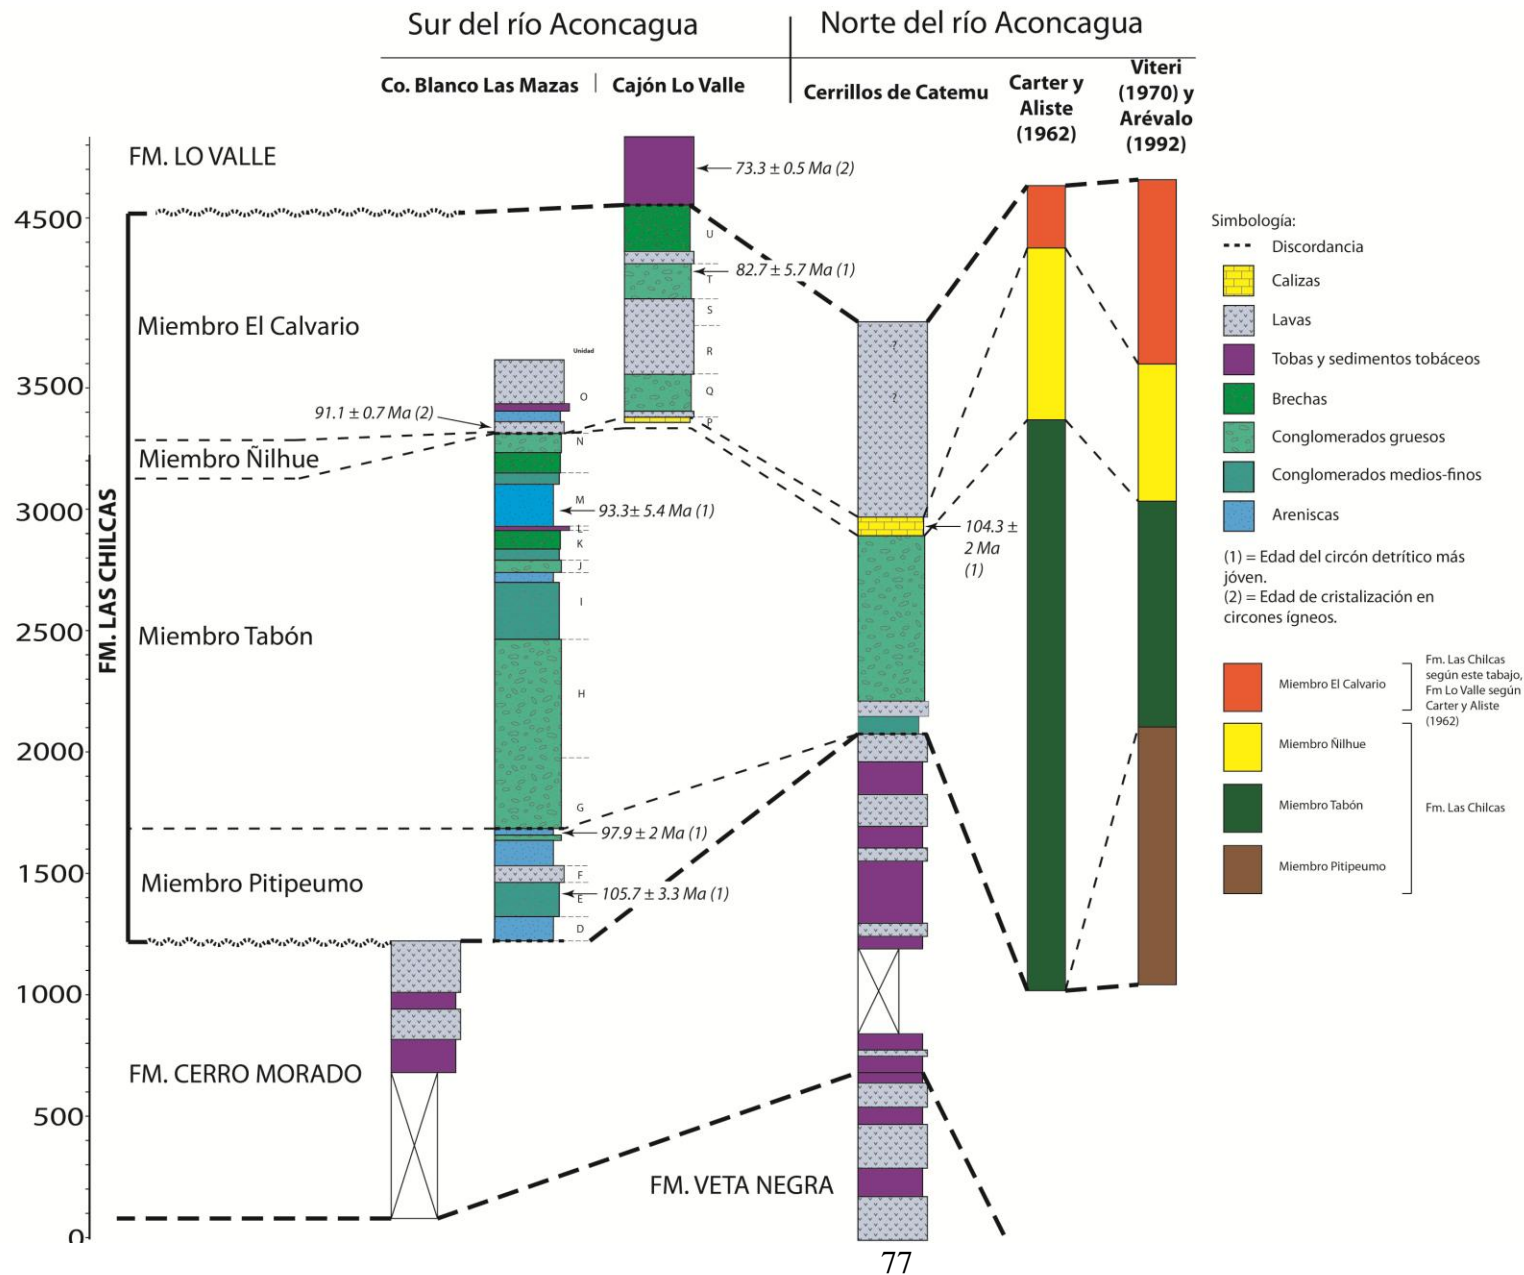 Sur del río Aconcagua
Norte del río Aconcagua
Co. Blanco Las Mazas
Cajón Lo Valle
Cerrillos de Catemu
Carter y
Aliste
(1962)
Viteri
(1970) y
Arévalo
(1992)
FM. LO VALLE
4500
3500
3000
2500
2000
1500
1000
500
0
FM. LAS CHILCAS
Miembro El Calvario
Miembro Ñilhue
Miembro Tabón
Miembro Pitipeumo
FM. CERRO MORADO
FM. VETA NEGRA
Unidad
O
N
M
L
K
J
I
H
G
F
E
D
91.1 ± 0.7 Ma (2)
93.3± 5.4 Ma (1)
97.9 ± 2 Ma (1)
105.7 ± 3.3 Ma (1)
U
T
S
R
Q
P
73.3 ± 0.5 Ma (2)
82.7 ± 5.7 Ma (1)
?
?
104.3 ±
2 Ma
(1)
Simbología:
Discordancia
Calizas
Lavas
Tobas y sedimentos tobáceos
Brechas
Conglomerados gruesos
Conglomerados medios-finos
Areniscas
(1) = Edad del circón detrítico más
jóven.
(2) = Edad de cristalización en
circones ígneos.
Miembro El Calvario
Fm. Las Chilcas
según este tabajo,
Fm Lo Valle según
Carter y Aliste
(1962)
Miembro Ñilhue
Miembro Tabón
Fm. Las Chilcas
Miembro Pitipeumo
77